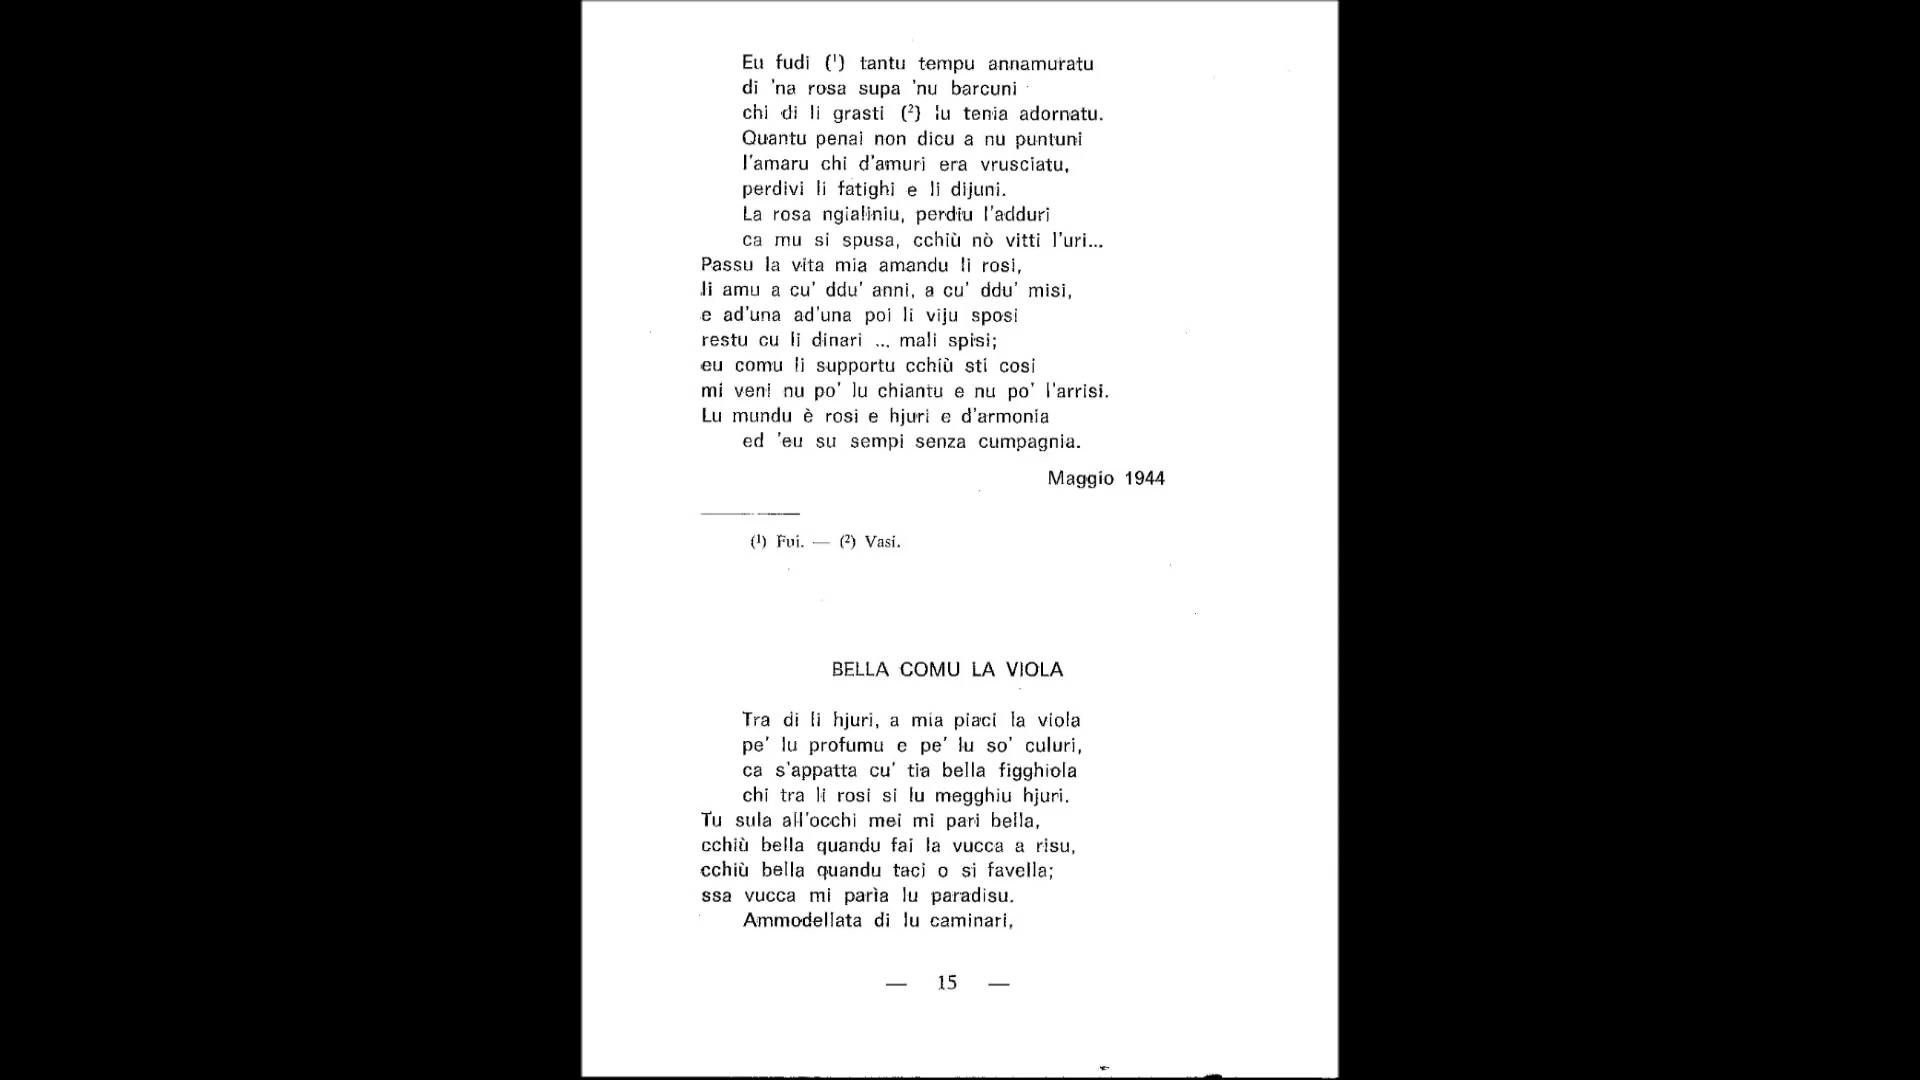 Eu fudi (¹) tantu tempu annamuratu
di 'na rosa supa 'nu barcuni
chi di li grasti (²) lu tenia adornatu.
Quantu penai non dicu a nu puntuni
l'amaru chi d'amuri era vrusciatu,
perdivi li fatighi e li dijuni.
La rosa ngialiniu, perdiu l'adduri
ca mu si spusa, cchiù nò vitti l'uri...
Passu la vita mia amandu li rosi,
li amu a cu' ddu' anni, a cu' ddu' misi,
e ad'una ad'una poi li viju sposi
restu cu li dinari ... mali spisi;
eu comu li supportu cchiù sti cosi
mi veni nu po' lu chiantu e nu po' l'arrisi.
Lu mundu è rosi e hjuri e d'armonia
ed 'eu su sempi senza cumpagnia.
Maggio 1944
(¹) Fui. — (²) Vasi.
BELLA COMU LA VIOLA
Tra di li hjuri, a mia piaci la viola
pe' lu profumu e pe' lu so' culuri,
ca s'appatta cu' tia bella figghiola
chi tra li rosi si lu megghiu hjuri.
Tu sula all'occhi mei mi pari bella,
cchiù bella quandu fai la vucca a risu,
cchiù bella quandu taci o si favella;
ssa vucca mi parìa lu paradisu.
Ammodellata di lu caminari,
— 15 —